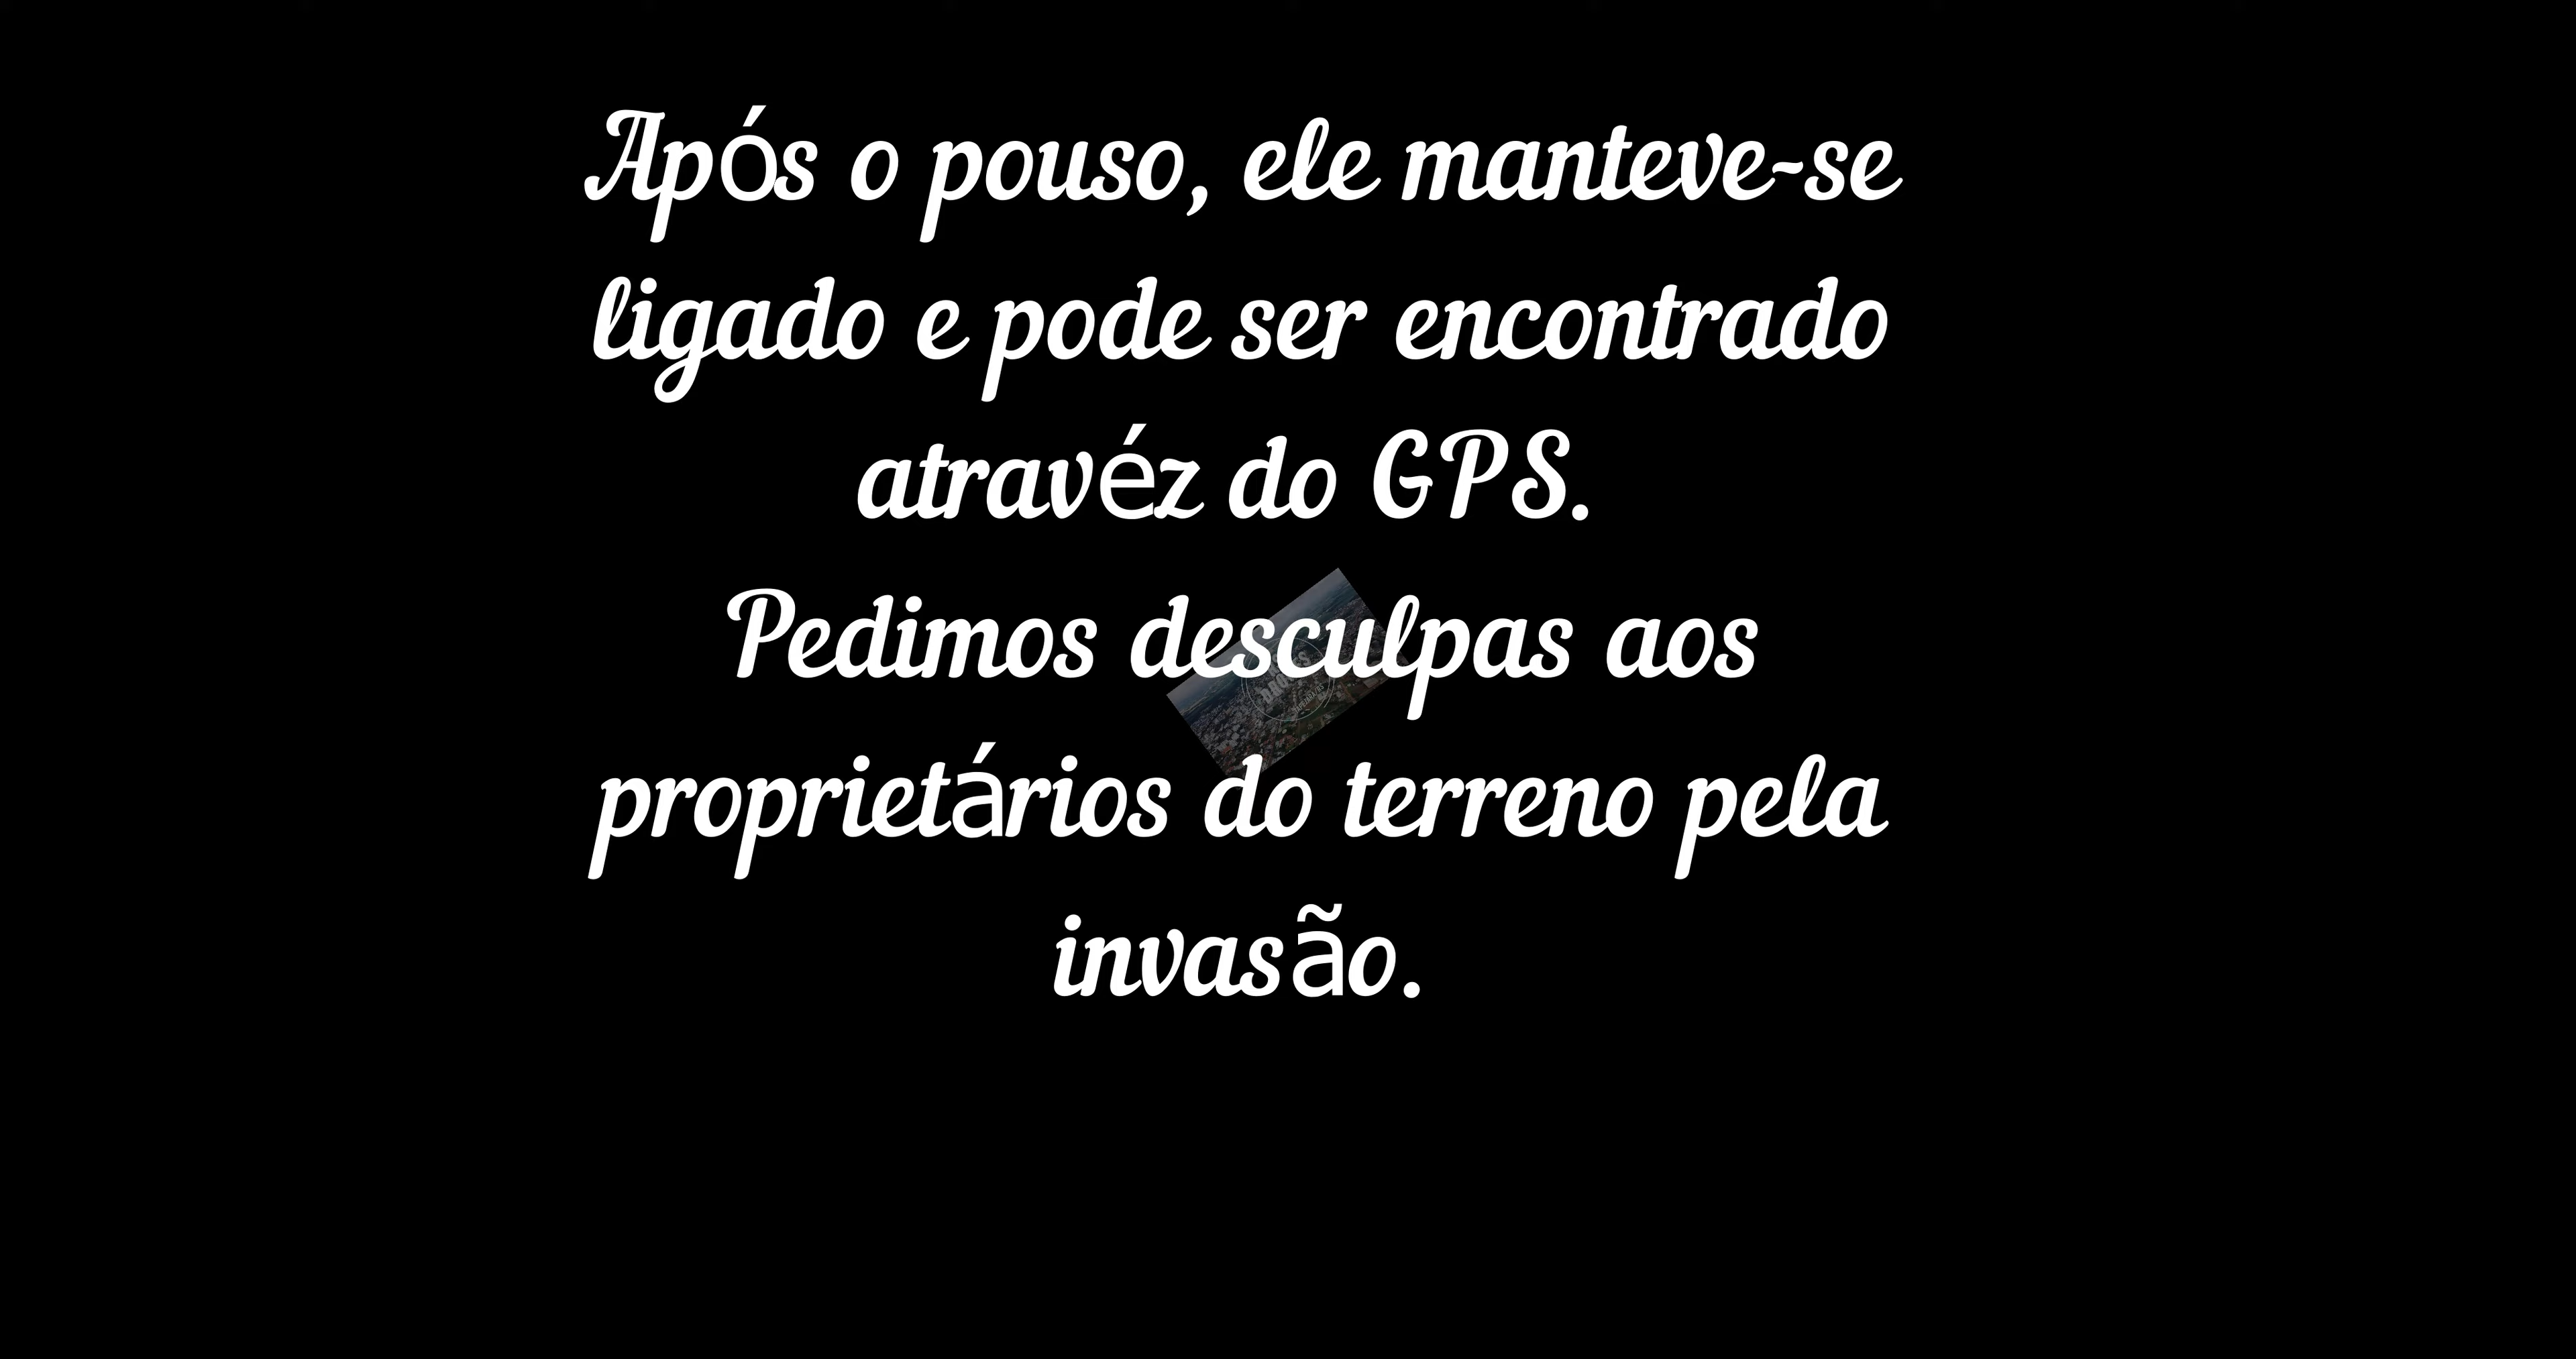 Após o pouso, ele manteve-se
ligado e pode ser encontrado
atravéz do GPS.
Pedimos desculpas aos
proprietários do terreno pela
invasão.